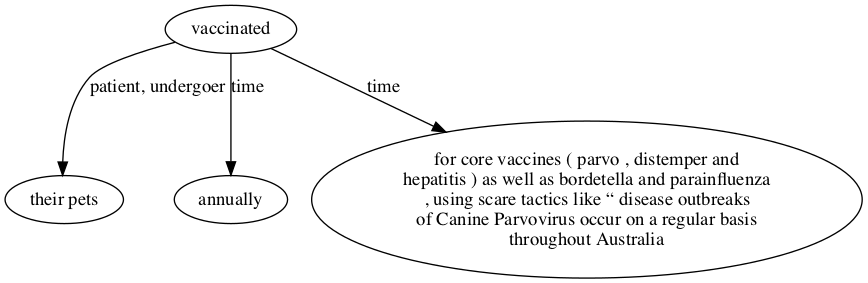 vaccinated
patient, undergoer
time
time
their pets
annually
for core vaccines ( parvo , distemper and
hepatitis ) as well as bordetella and parainfluenza
, using scare tactics like “ disease outbreaks
of Canine Parvovirus occur on a regular basis
throughout Australia